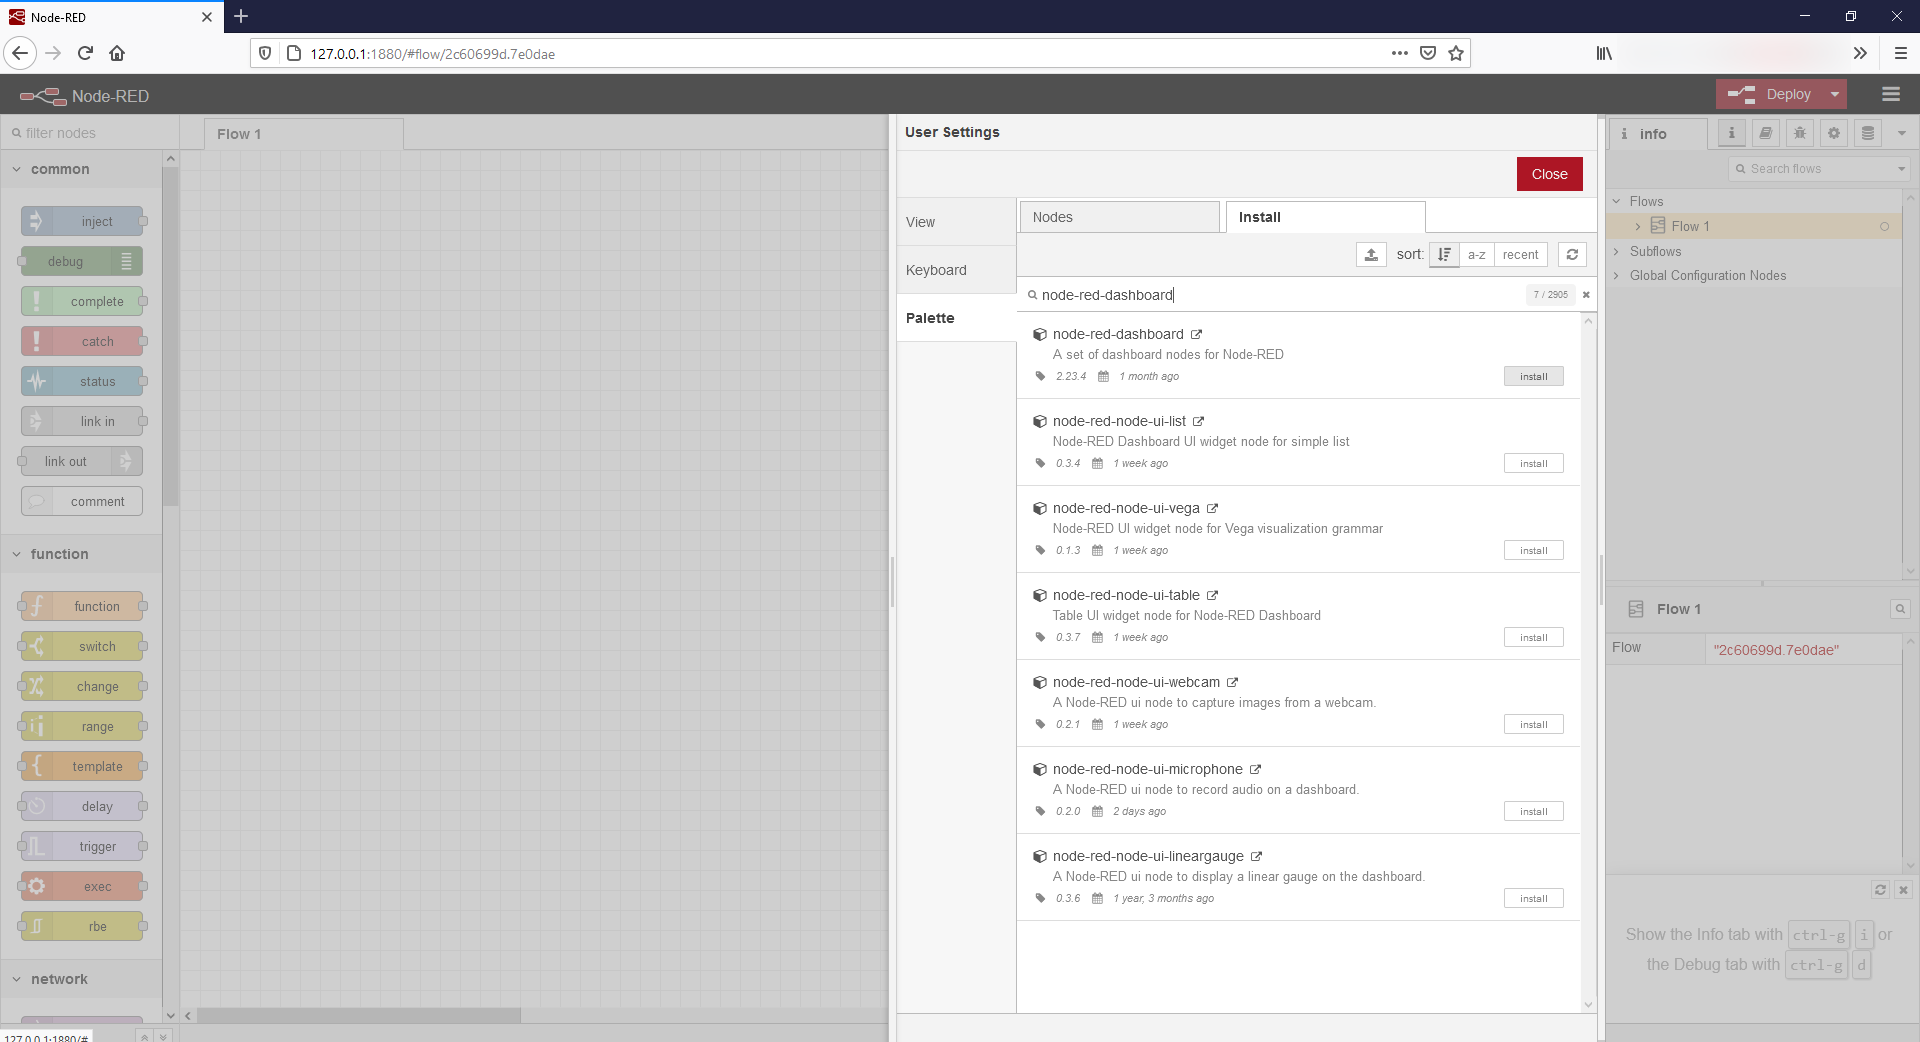 Node-RED
127.0.0.1:1880/#flow/2c60699d.7e0dae
Node-RED
Deploy
filter nodes
common
inject
debug
complete
catch
status
link in
link out
comment
function
function
switch
change
range
template
delay
trigger
exec
rbe
network
127.0.0.1:1880/#
Flow 1
User Settings
Close
View
Keyboard
Palette
Nodes
Install
sort:
a-z
recent
node-red-dashboard
7 / 2905
node-red-dashboard
A set of dashboard nodes for Node-RED
2.23.4 1 month ago
install
node-red-node-ui-list
Node-RED Dashboard UI widget node for simple list
0.3.4 1 week ago
install
node-red-node-ui-vega
Node-RED UI widget node for Vega visualization grammar
0.1.3 1 week ago
install
node-red-node-ui-table
Table UI widget node for Node-RED Dashboard
0.3.7 1 week ago
install
node-red-node-ui-webcam
A Node-RED ui node to capture images from a webcam.
0.2.1 1 week ago
install
node-red-node-ui-microphone
A Node-RED ui node to record audio on a dashboard.
0.2.0 2 days ago
install
node-red-node-ui-lineargauge
A Node-RED ui node to display a linear gauge on the dashboard.
0.3.6 1 year, 3 months ago
install
i info
i
Search flows
Flows
Flow 1
Subflows
Global Configuration Nodes
Flow 1
Flow
"2c60699d.7e0dae"
Show the Info tab with ctrl-g i or
the Debug tab with ctrl-g d